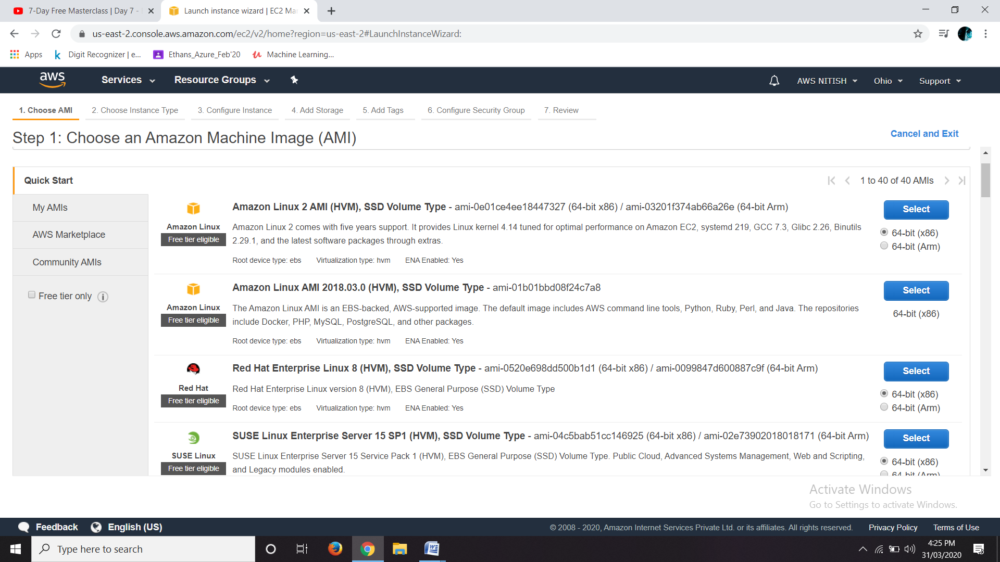 7-Day Free Masterclass | Day 7 -
Launch instance wizard | EC2 Ma
us-east-2.console.aws.amazon.com/ec2/v2/home?region=us-east-2#LaunchInstanceWizard:
Apps
Digit Recognizer | e...
Ethans_Azure_Feb'20
Machine Learning...
aws
Services
Resource Groups
AWS NITISH
Ohio
Support
1. Choose AMI
2. Choose Instance Type
3. Configure Instance
4. Add Storage
5. Add Tags
6. Configure Security Group
7. Review
Step 1: Choose an Amazon Machine Image (AMI)
Cancel and Exit
Quick Start
1 to 40 of 40 AMIs
My AMIs
AWS Marketplace
Community AMIs
Free tier only
Amazon Linux
Free tier eligible
Amazon Linux 2 AMI (HVM), SSD Volume Type - ami-0e01ce4ee18447327 (64-bit x86) / ami-03201f374ab66a26e (64-bit Arm)
Amazon Linux 2 comes with five years support. It provides Linux kernel 4.14 tuned for optimal performance on Amazon EC2, systemd 219, GCC 7.3, Glibc 2.26, Binutils
2.29.1, and the latest software packages through extras.
Root device type: ebs Virtualization type: hvm ENA Enabled: Yes
Select
64-bit (x86)
64-bit (Arm)
Amazon Linux
Free tier eligible
Amazon Linux AMI 2018.03.0 (HVM), SSD Volume Type - ami-01b01bbd08f24c7a8
The Amazon Linux AMI is an EBS-backed, AWS-supported image. The default image includes AWS command line tools, Python, Ruby, Perl, and Java. The repositories
include Docker, PHP, MySQL, PostgreSQL, and other packages.
Root device type: ebs Virtualization type: hvm ENA Enabled: Yes
Select
64-bit (x86)
Red Hat
Free tier eligible
Red Hat Enterprise Linux 8 (HVM), SSD Volume Type - ami-0520e698dd500b1d1 (64-bit x86) / ami-0099847d600887c9f (64-bit Arm)
Red Hat Enterprise Linux version 8 (HVM), EBS General Purpose (SSD) Volume Type
Root device type: ebs Virtualization type: hvm ENA Enabled: Yes
Select
64-bit (x86)
64-bit (Arm)
SUSE Linux
Free tier eligible
SUSE Linux Enterprise Server 15 SP1 (HVM), SSD Volume Type - ami-04c5bab51cc146925 (64-bit x86) / ami-02e73902018018171 (64-bit Arm)
SUSE Linux Enterprise Server 15 Service Pack 1 (HVM), EBS General Purpose (SSD) Volume Type. Public Cloud, Advanced Systems Management, Web and Scripting,
and Legacy modules enabled.
Select
64-bit (x86)
64-bit (Arm)
Activate Windows
Go to Settings to activate Windows.
Feedback
English (US)
© 2008 - 2020, Amazon Internet Services Private Ltd. or its affiliates. All rights reserved.
Privacy Policy
Terms of Use
Type here to search
4:25 PM
31/03/2020